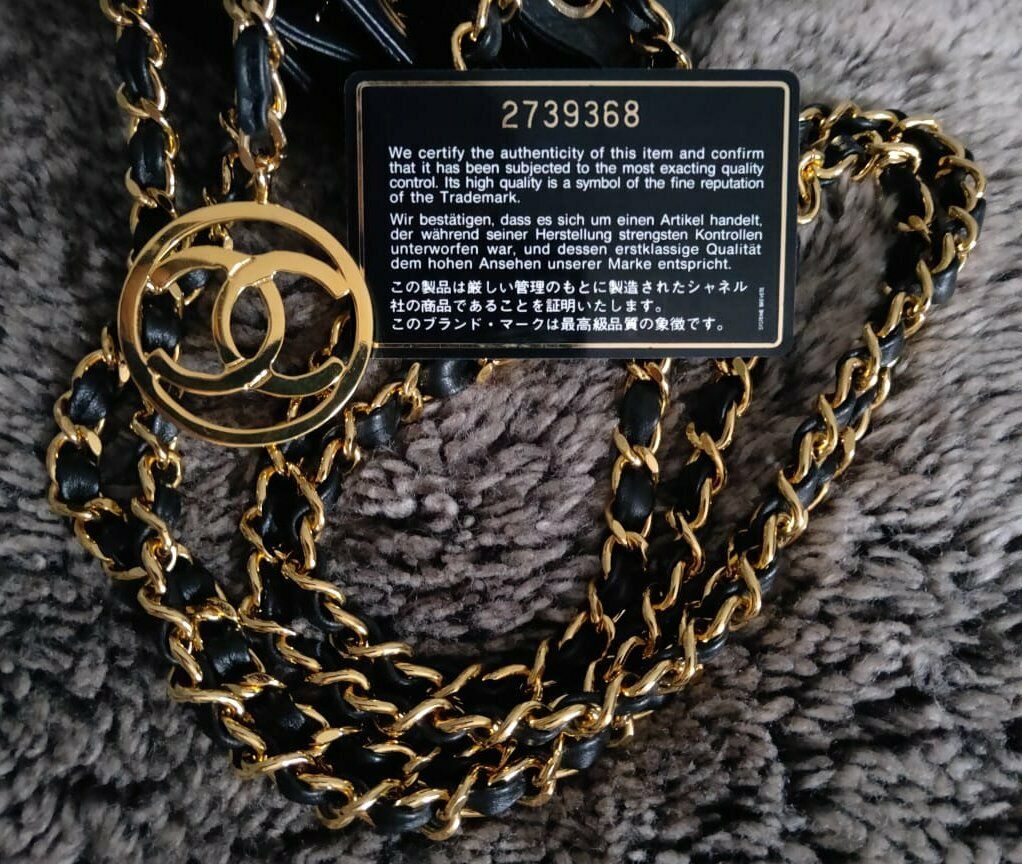 2739368
We certify the authenticity of this item and confirm
that it has been subjected to the most exacting quality
control. Its high quality is a symbol of the fine reputation
of the Trademark.
Wir bestätigen, dass es sich um einen Artikel handelt,
der während seiner Herstellung strengsten Kontrollen
unterworfen war, und dessen erstklassige Qualität
dem hohen Ansehen unserer Marke entspricht.
この製品は厳しい管理のもとに製造されたシャネル
社の商品であることを証明いたします。
このブランド・マークは最高級品質の象徴です。